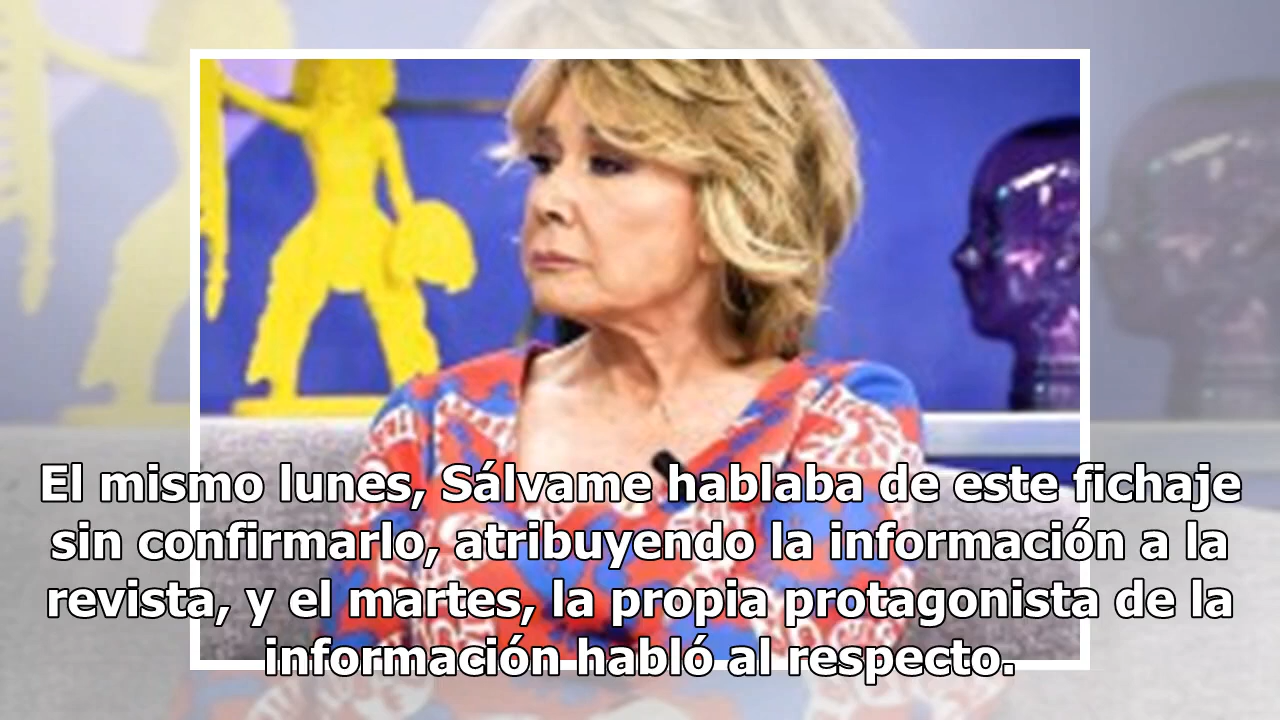 El mismo lunes, Sálvame hablaba de este fichaje
sin confirmarlo, atribuyendo la información a la
revista, y el martes, la propia protagonista de la
información habló al respecto.